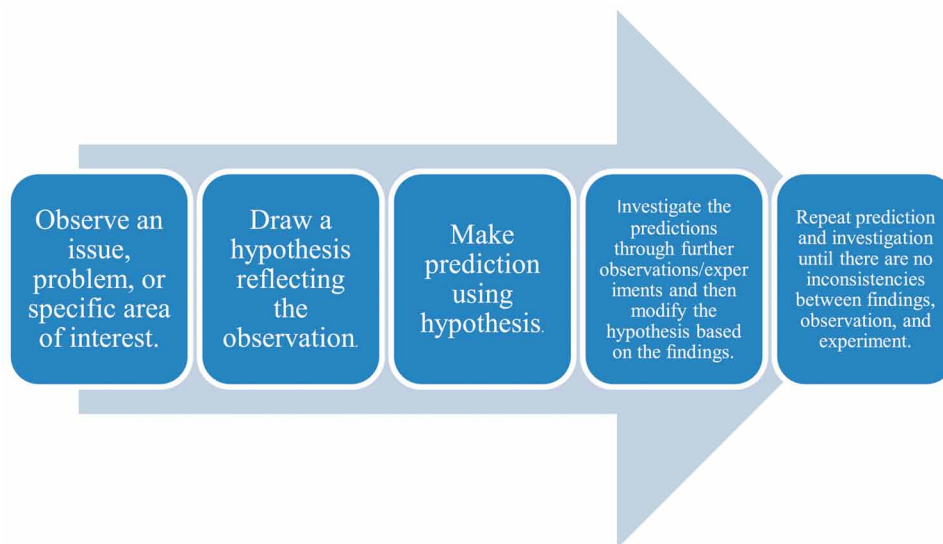 Observe an
issue,
problem, or
specific area
of interest.
Draw a
hypothesis
reflecting
the
observation.
Make
prediction
using
hypothesis.
Investigate the
predictions
through further
observations/exper
iments and then
modify the
hypothesis based
on the findings.
Repeat prediction
and investigation
until there are no
inconsistencies
between findings,
observation, and
experiment.